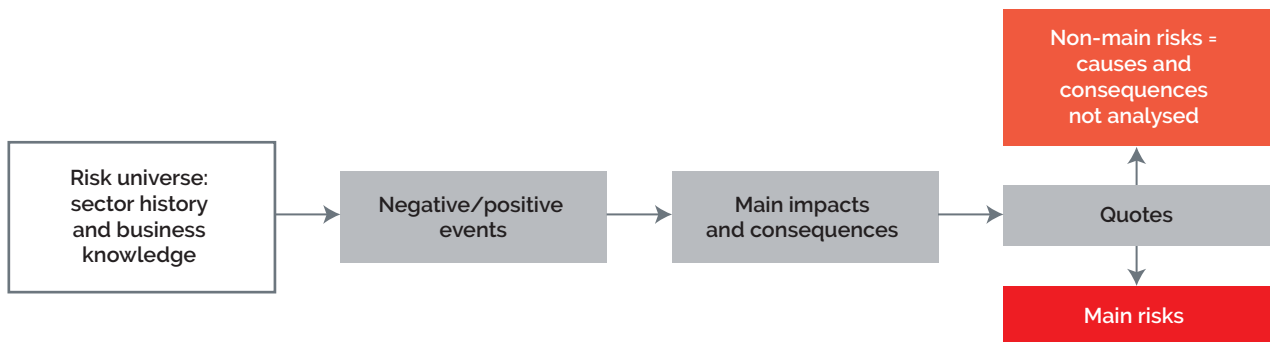 Risk universe:
sector history
and business
knowledge
Negative/positive
events
Main impacts
and consequences
Quotes
Non-main risks =
causes and
consequences
not analysed
Main risks